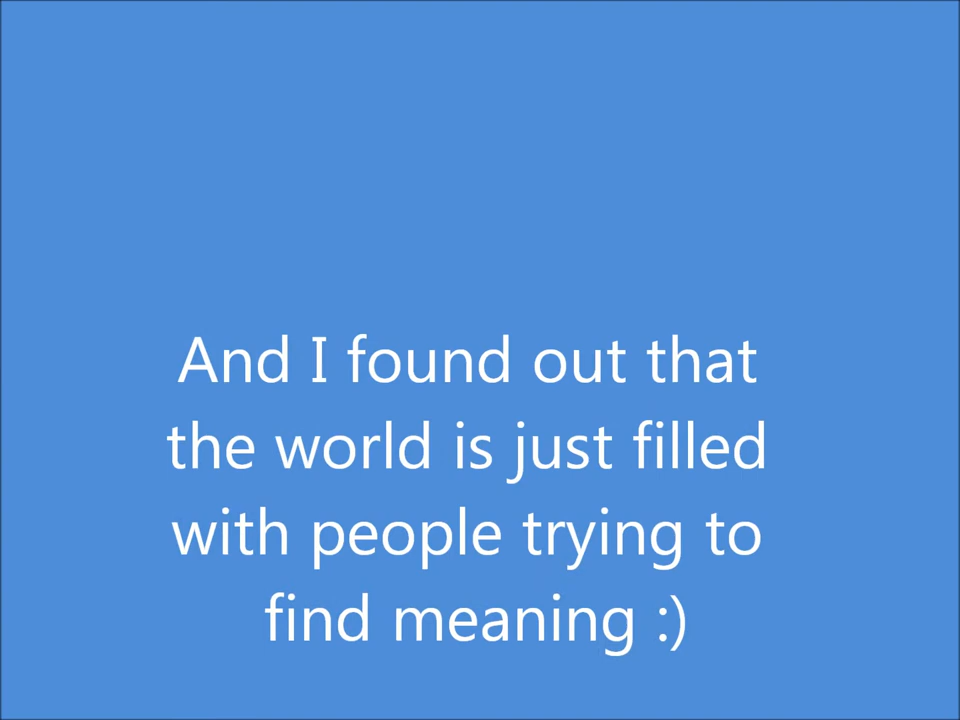 And I found out that
the world is just filled
with people trying to
find meaning :)